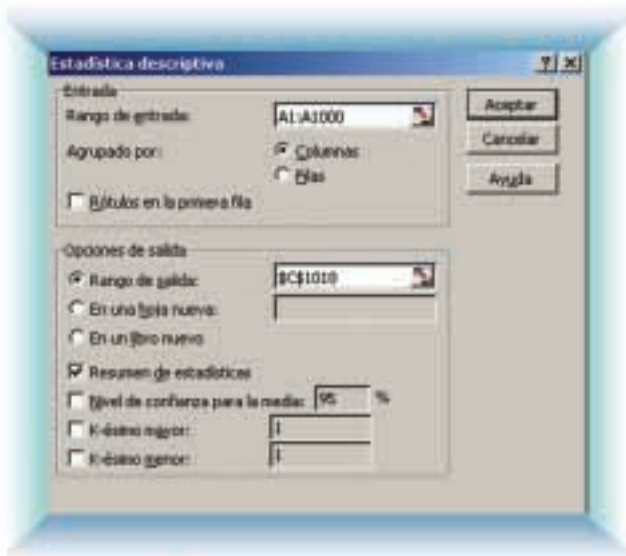 Estadística descriptiva
Entrada
Rango de entrada: A1:A1000
Agrupado por: Columnas
Filas
Rótulos en la primera fila
Aceptar
Cancelar
Ayuda
Opciones de salida
Rango de salida: $C$1010
En una hoja nueva:
En un libro nuevo
Resumen de estadísticas
Nivel de confianza para la media: 95 %
K-ésimo mayor: 1
K-ésimo menor: 1